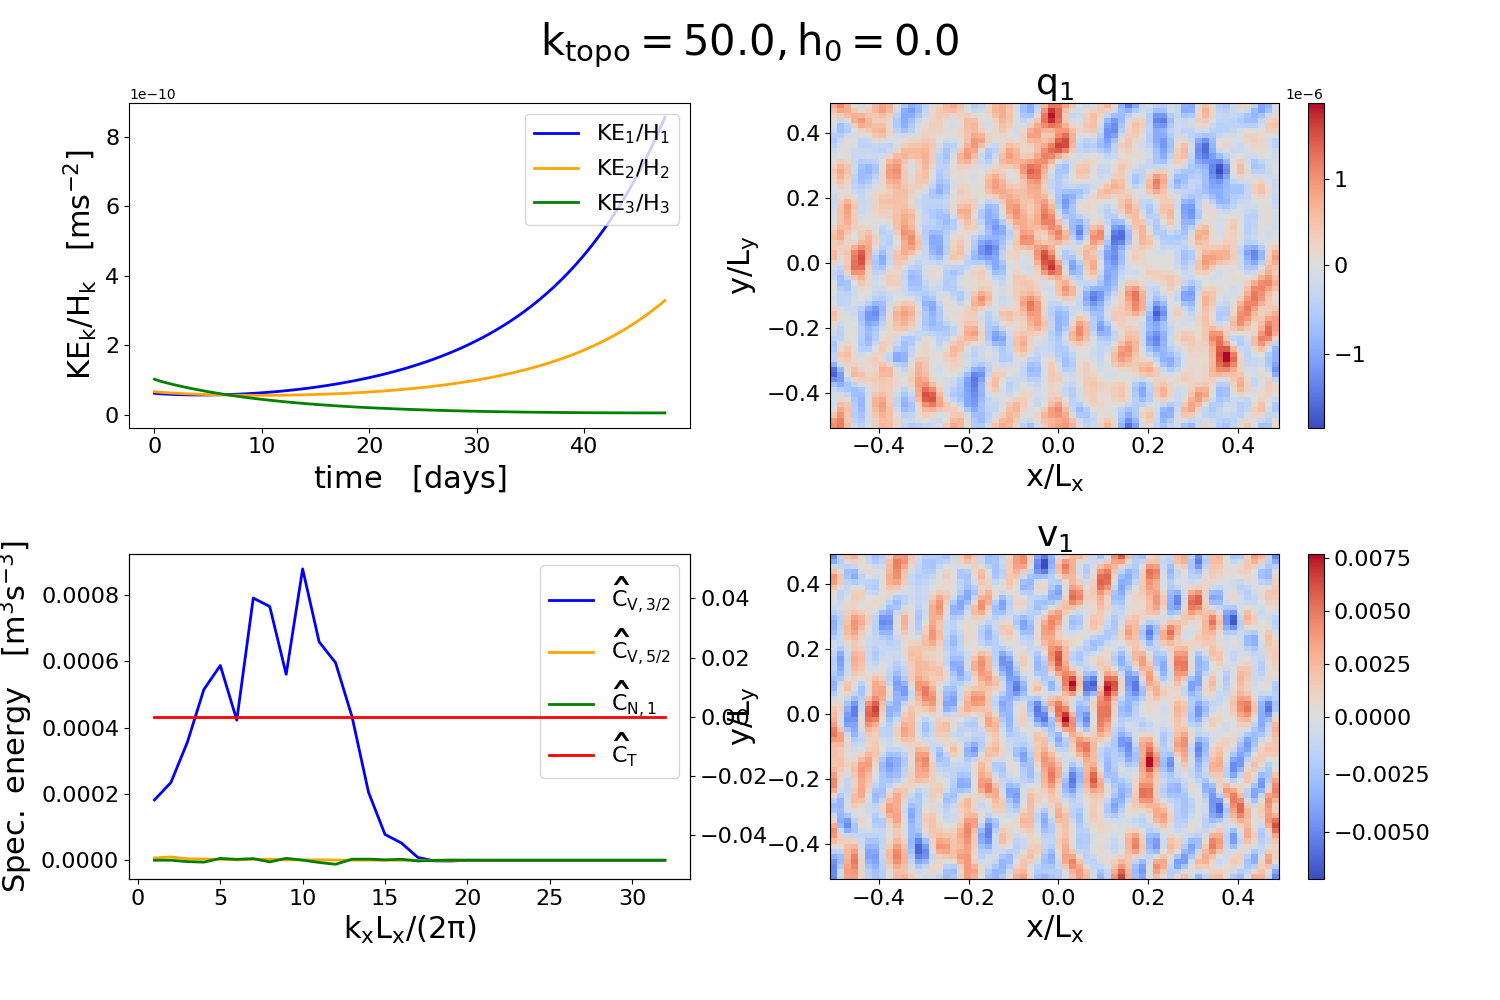 k_topo = 50.0, h_0 = 0.0
1e−10
KE_k/H_k [ms^−2]
8
6
4
2
0
KE_1/H_1
KE_2/H_2
KE_3/H_3
0 10 20 30 40
time [days]
q_1
y/L_y
0.4
0.2
0.0
−0.2
−0.4
−0.4 −0.2 0.0 0.2 0.4
x/L_x
1e−6
1
0
−1
Spec. energy [m^3s^−3]
0.0008
0.0006
0.0004
0.0002
0.0000
Ĉ_V,3/2
Ĉ_V,5/2
Ĉ_N,1
Ĉ_T
0.04
0.02
0.00
−0.02
−0.04
0 5 10 15 20 25 30
k_xL_x/(2π)
v_1
y/L_y
0.4
0.2
0.0
−0.2
−0.4
−0.4 −0.2 0.0 0.2 0.4
x/L_x
0.0075
0.0050
0.0025
0.0000
−0.0025
−0.0050